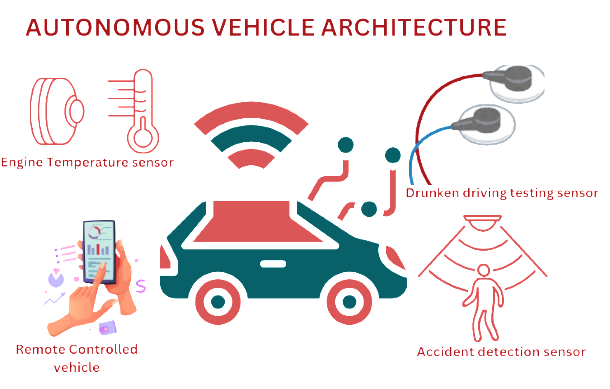 AUTONOMOUS VEHICLE ARCHITECTURE
Engine Temperature sensor
Drunken driving testing sensor
Remote Controlled
vehicle
Accident detection sensor